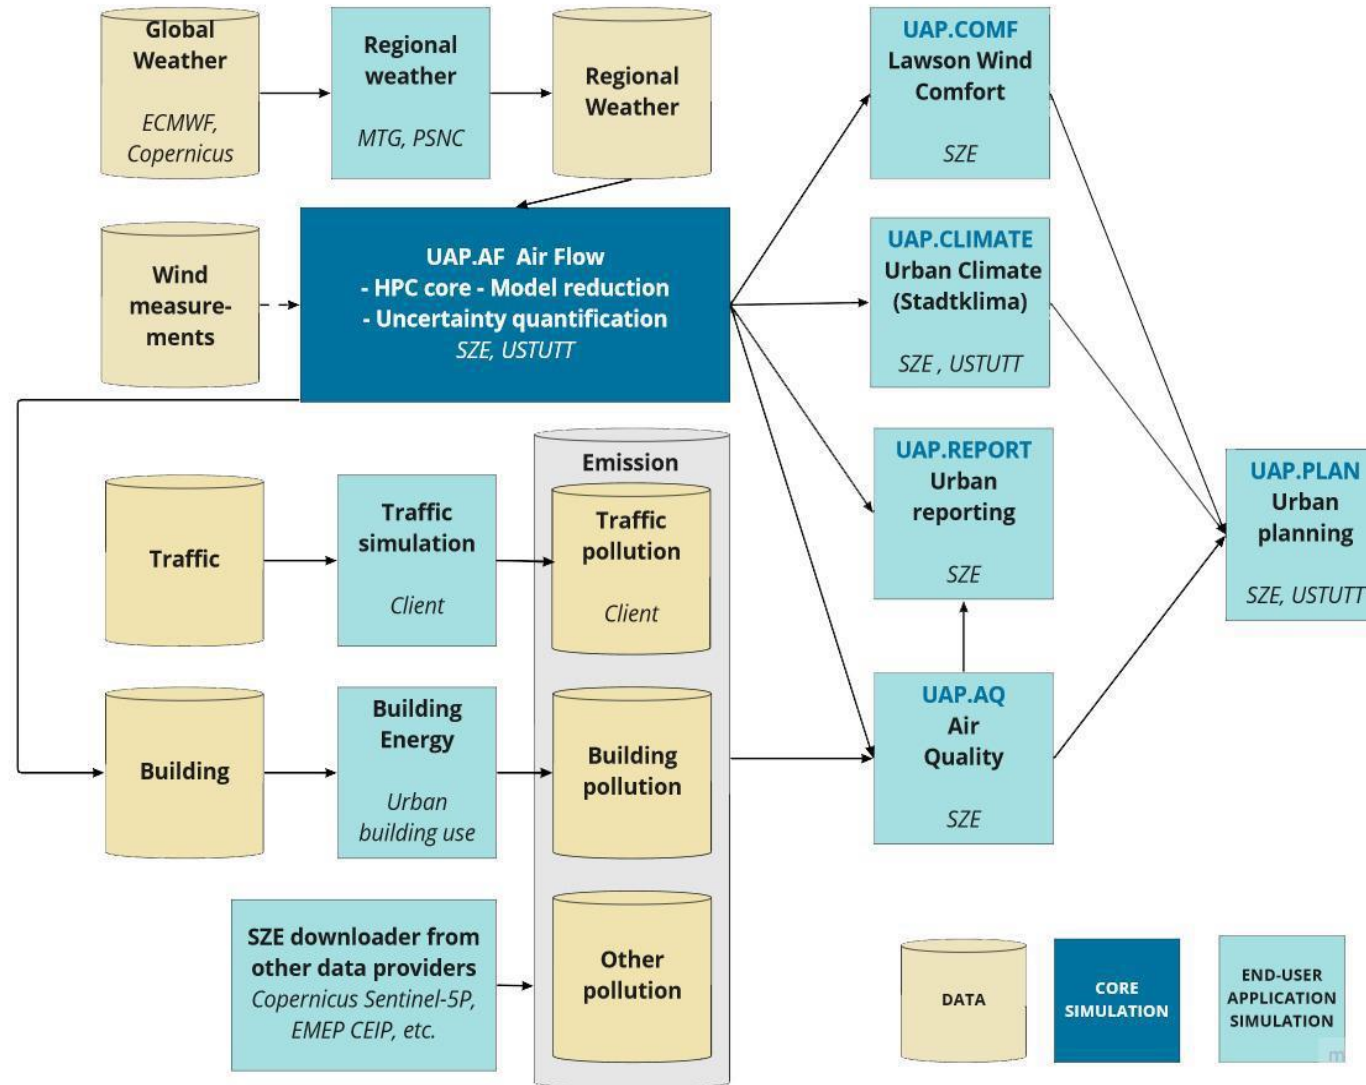 Global
Weather
ECMWF,
Copernicus
Regional
weather
MTG, PSNC
Regional
Weather
UAP.COMF
Lawson Wind
Comfort
SZE
Wind
measure-
ments
UAP.AF  Air Flow
- HPC core - Model reduction
- Uncertainty quantification
SZE, USTUTT
UAP.CLIMATE
Urban Climate
(Stadtklima)
SZE , USTUTT
Emission
Traffic
Traffic
simulation
Client
Traffic
pollution
Client
UAP.REPORT
Urban
reporting
SZE
UAP.PLAN
Urban
planning
SZE, USTUTT
Building
Building
Energy
Urban
building use
Building
pollution
UAP.AQ
Air
Quality
SZE
SZE downloader from
other data providers
Copernicus Sentinel-5P,
EMEP CEIP, etc.
Other
pollution
DATA
CORE
SIMULATION
END-USER
APPLICATION
SIMULATION
m